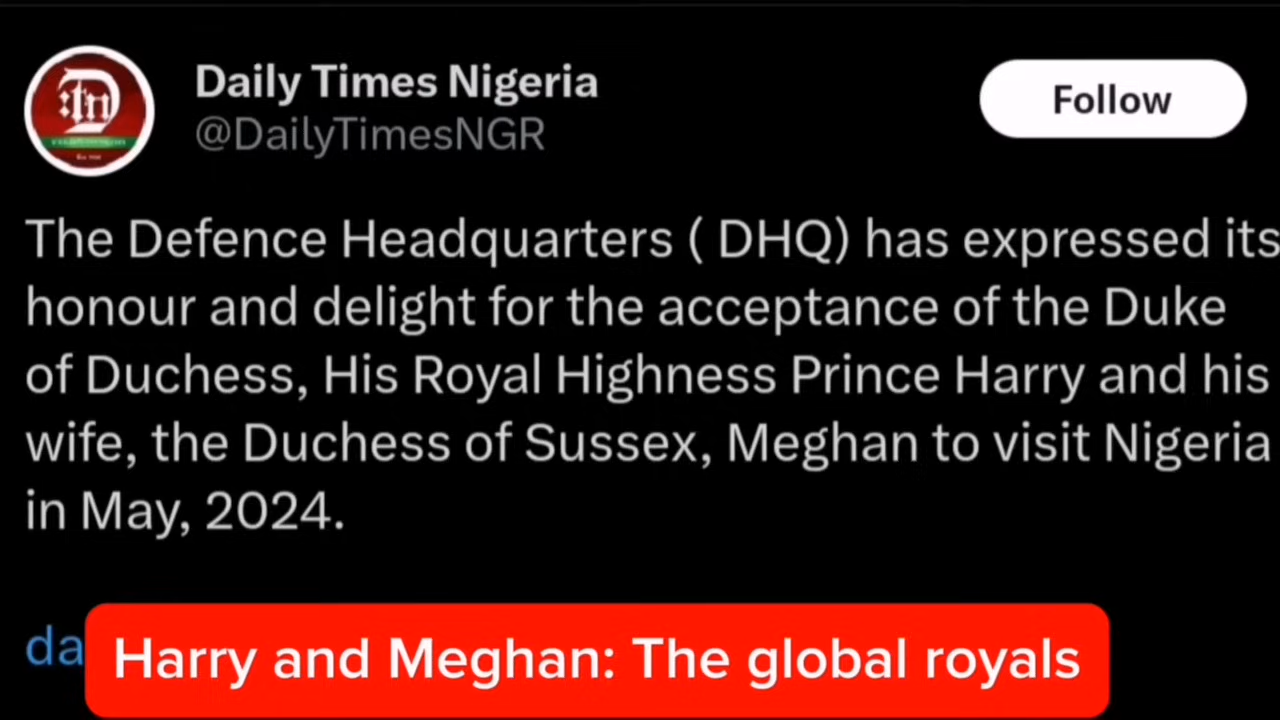 Daily Times Nigeria
@DailyTimesNGR
Follow
The Defence Headquarters ( DHQ) has expressed its
honour and delight for the acceptance of the Duke
of Duchess, His Royal Highness Prince Harry and his
wife, the Duchess of Sussex, Meghan to visit Nigeria
in May, 2024.
da
Harry and Meghan: The global royals